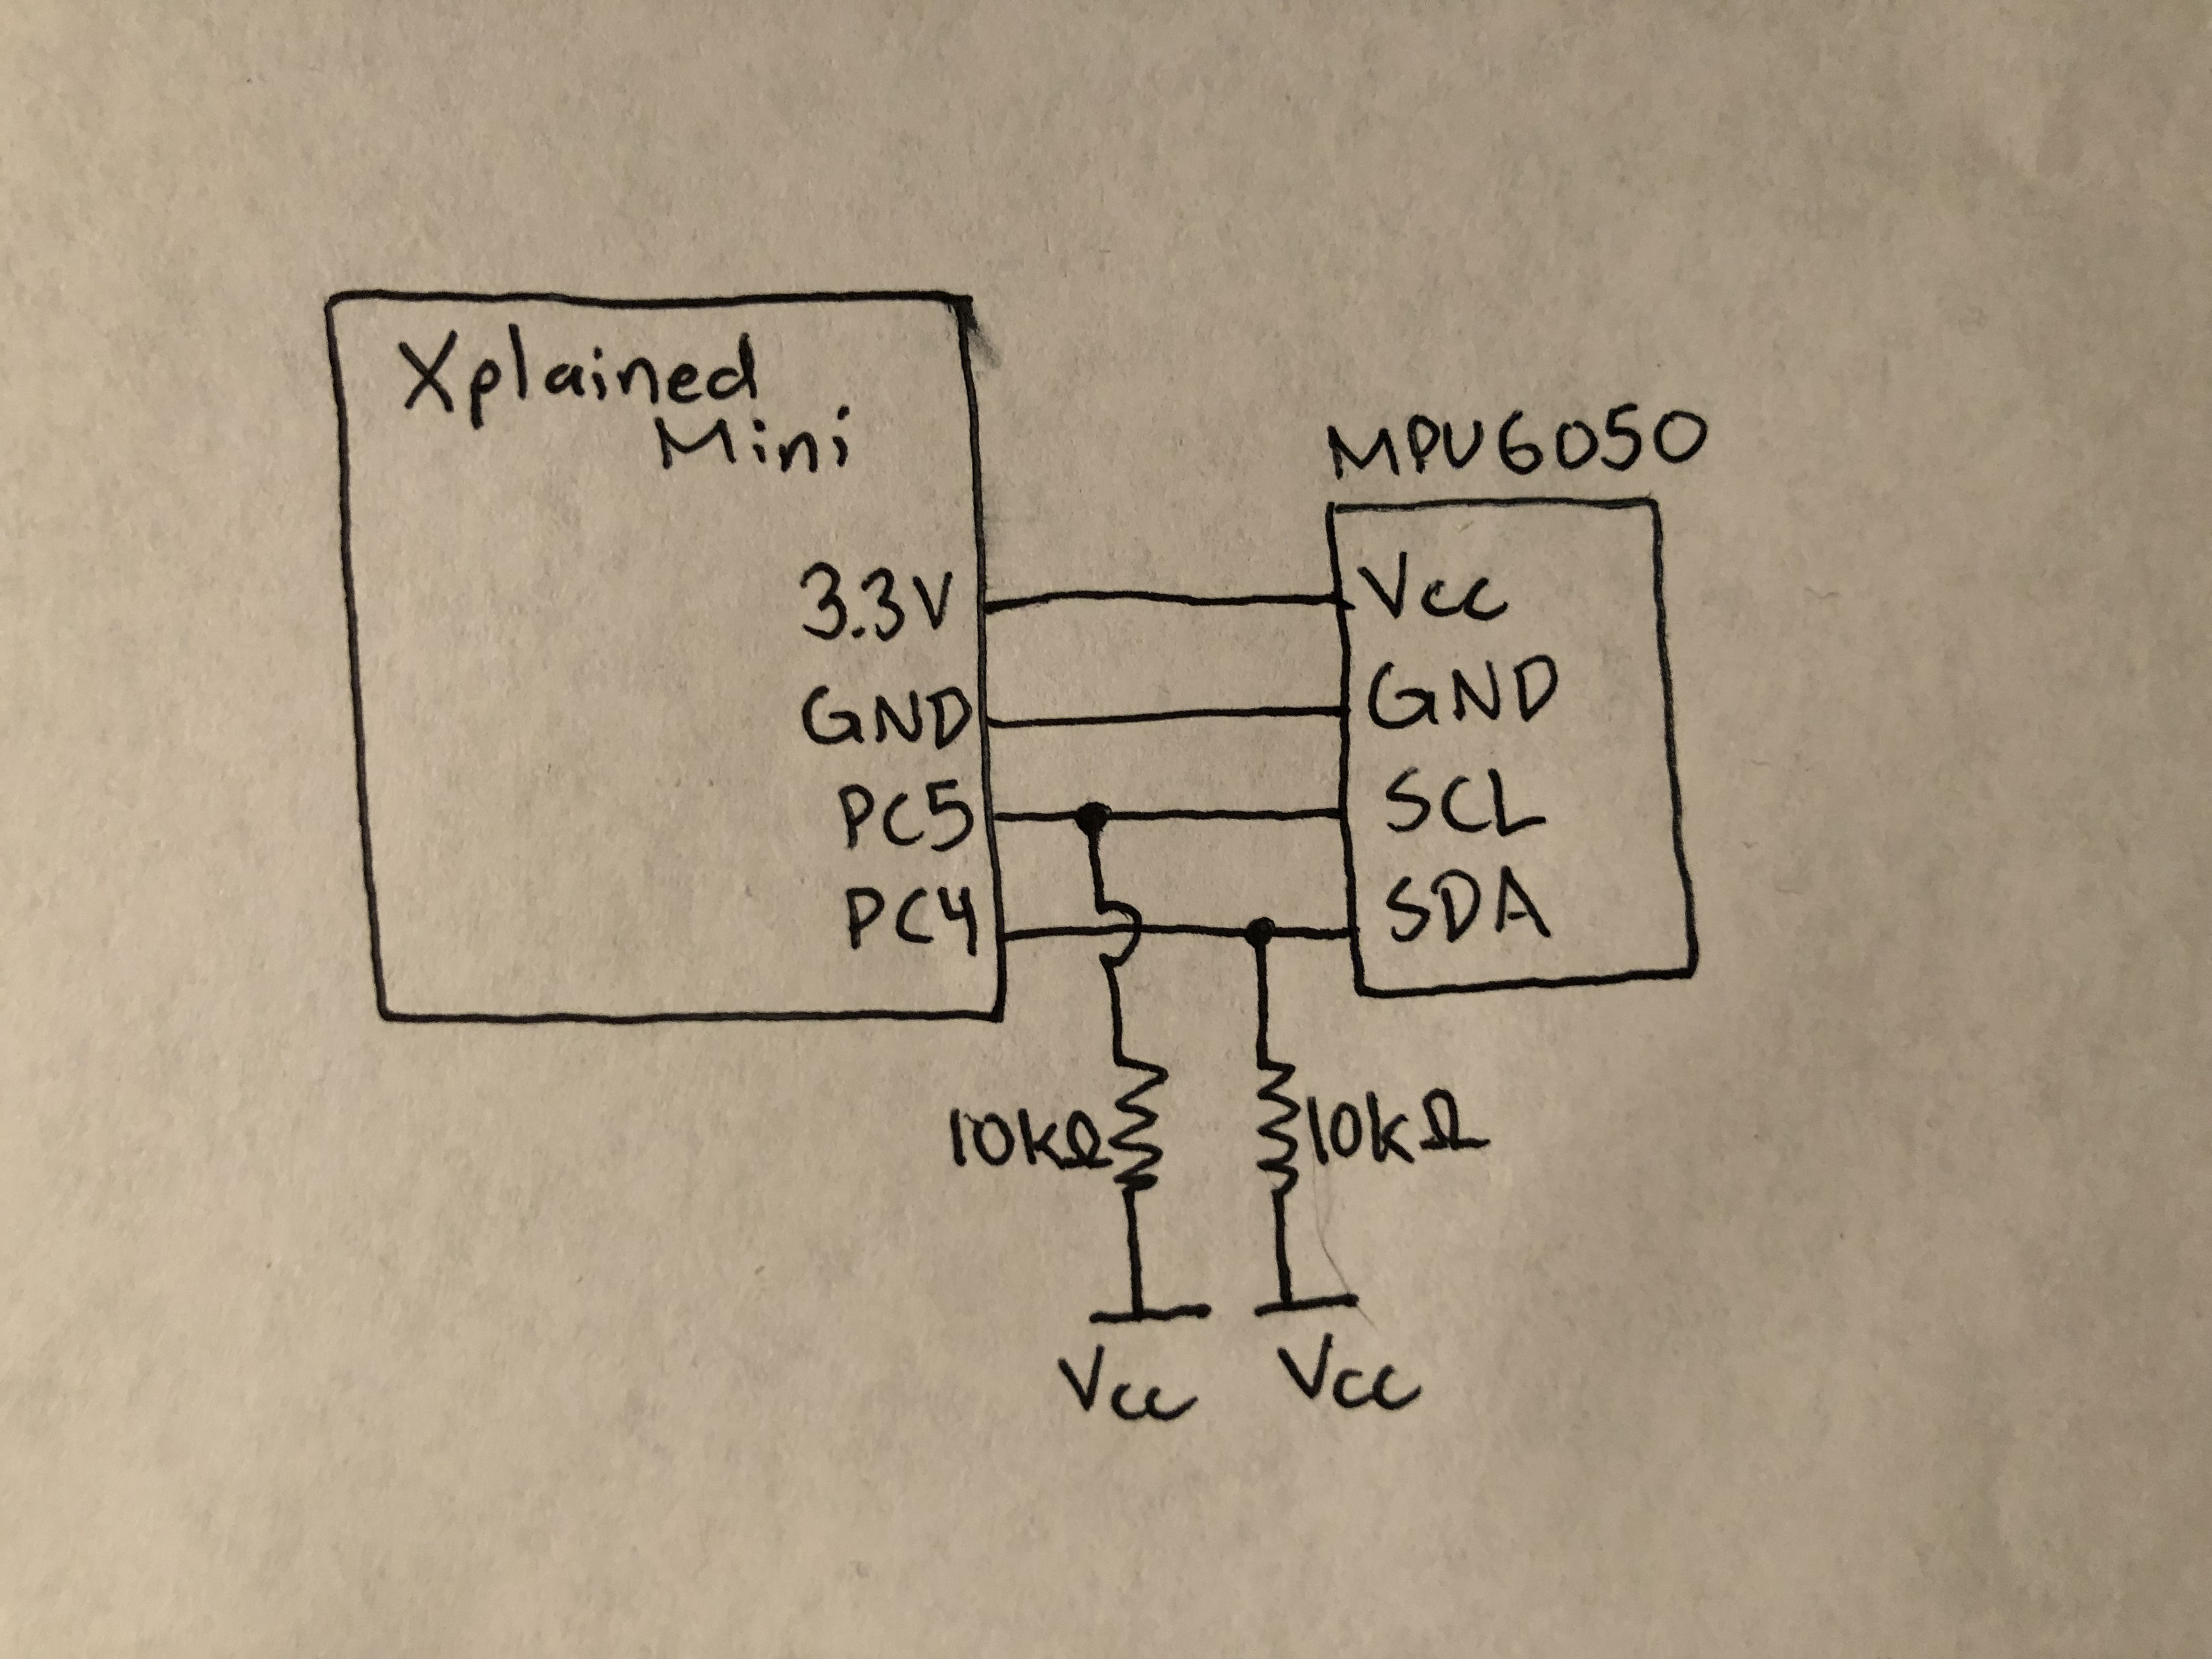 Xplained
Mini
MPU6050
3.3V
Vcc
GND
GND
PC5
SCL
PC4
SDA
10kΩ
10kΩ
Vcc
Vcc